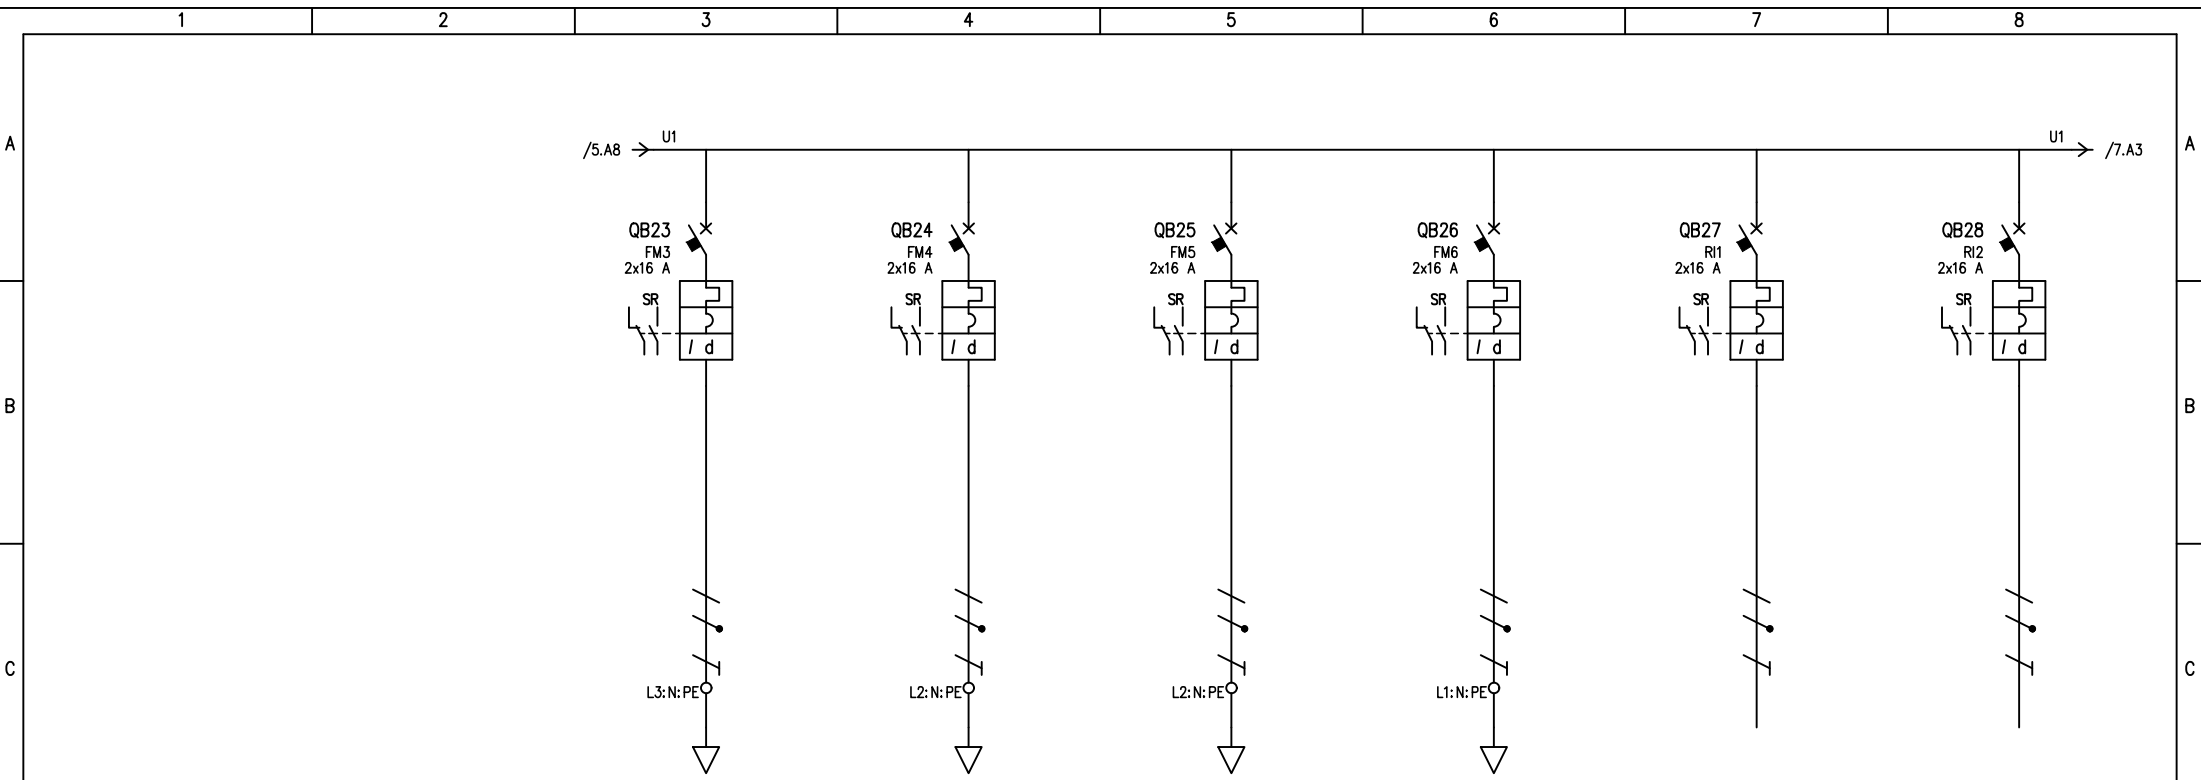 1 2 3 4 5 6 7 8
A A
U1 U1
/5.A8 /7.A3
QB23 QB24 QB25 QB26 QB27 QB28
FM3 FM4 FM5 FM6 RI1 RI2
2x16 A 2x16 A 2x16 A 2x16 A 2x16 A 2x16 A
SR SR SR SR SR SR
I d I d I d I d I d I d
B B
C C
L3:N:PE L2:N:PE L2:N:PE L1:N:PE